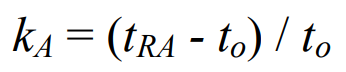 k_A = (t_RA - t_o) / t_o